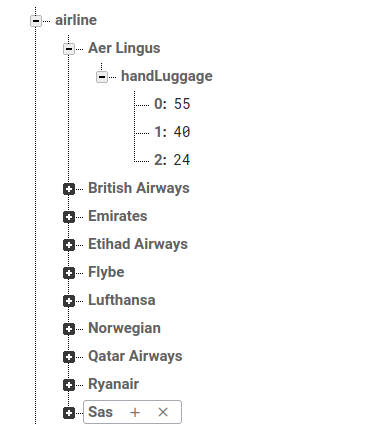 airline
Aer Lingus
handLuggage
0: 55
1: 40
2: 24
British Airways
Emirates
Etihad Airways
Flybe
Lufthansa
Norwegian
Qatar Airways
Ryanair
Sas